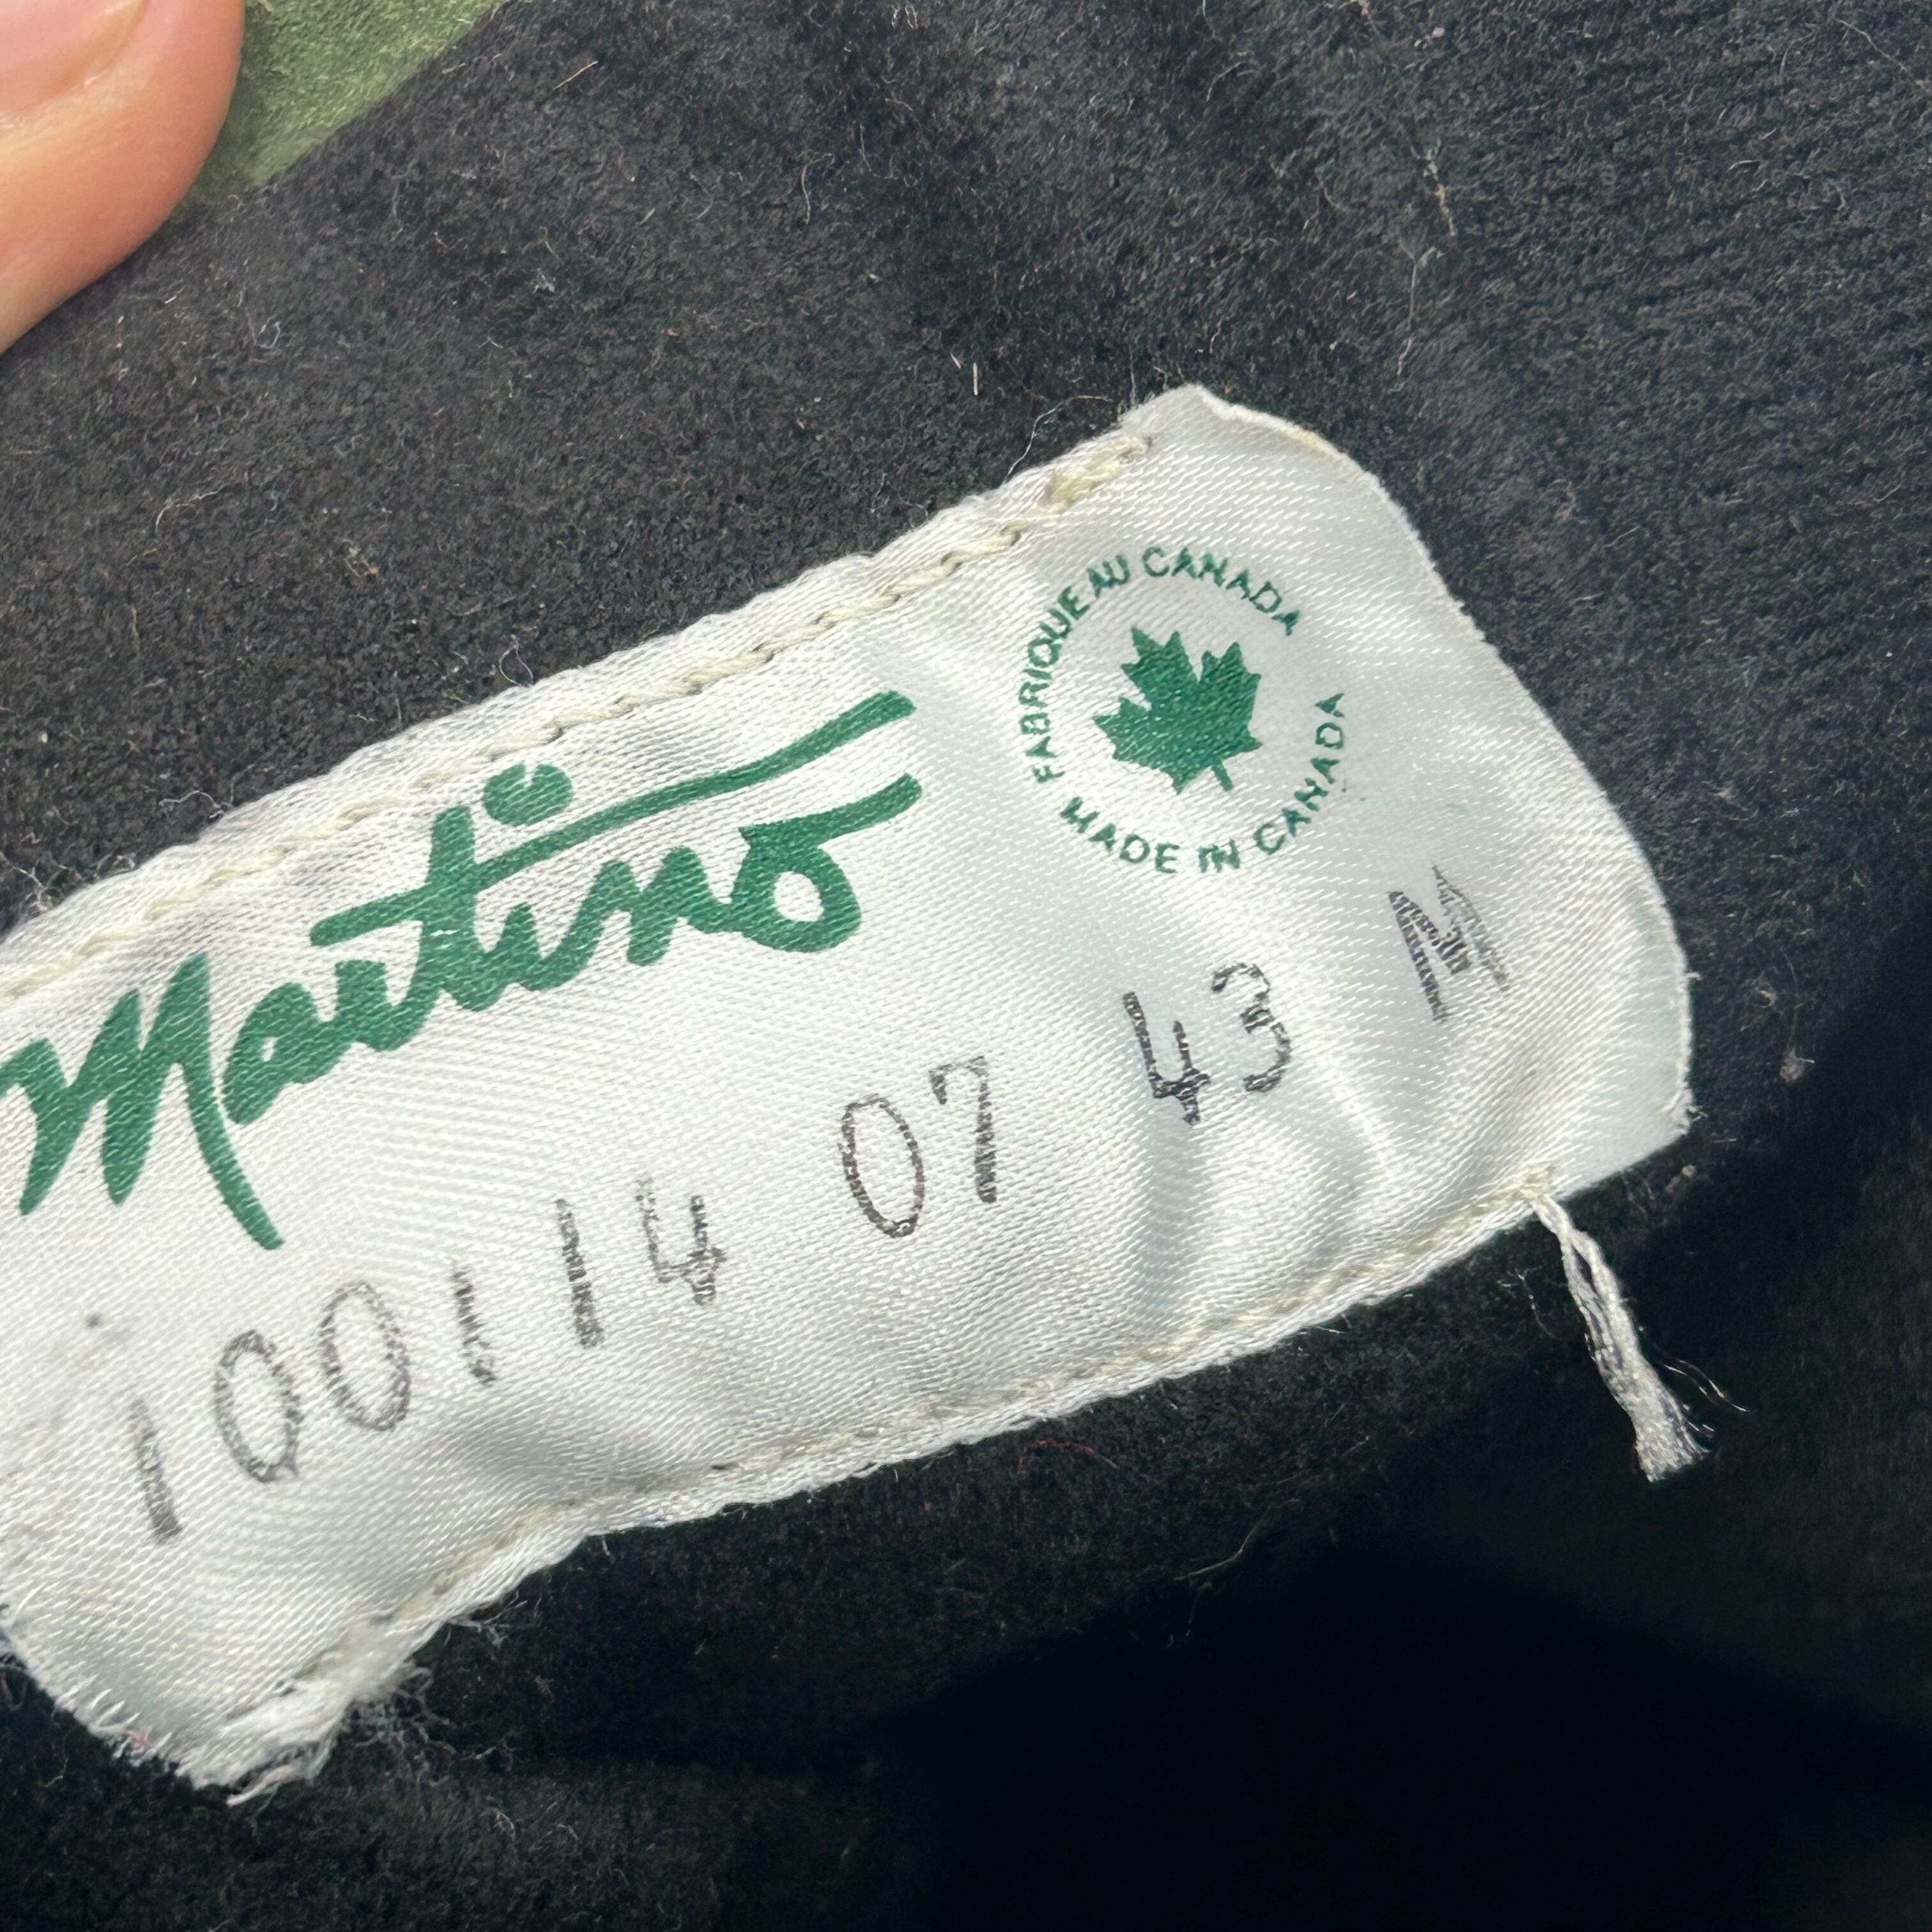 Martino
FABRIQUE AU CANADA
MADE IN CANADA
100114 07 43 M